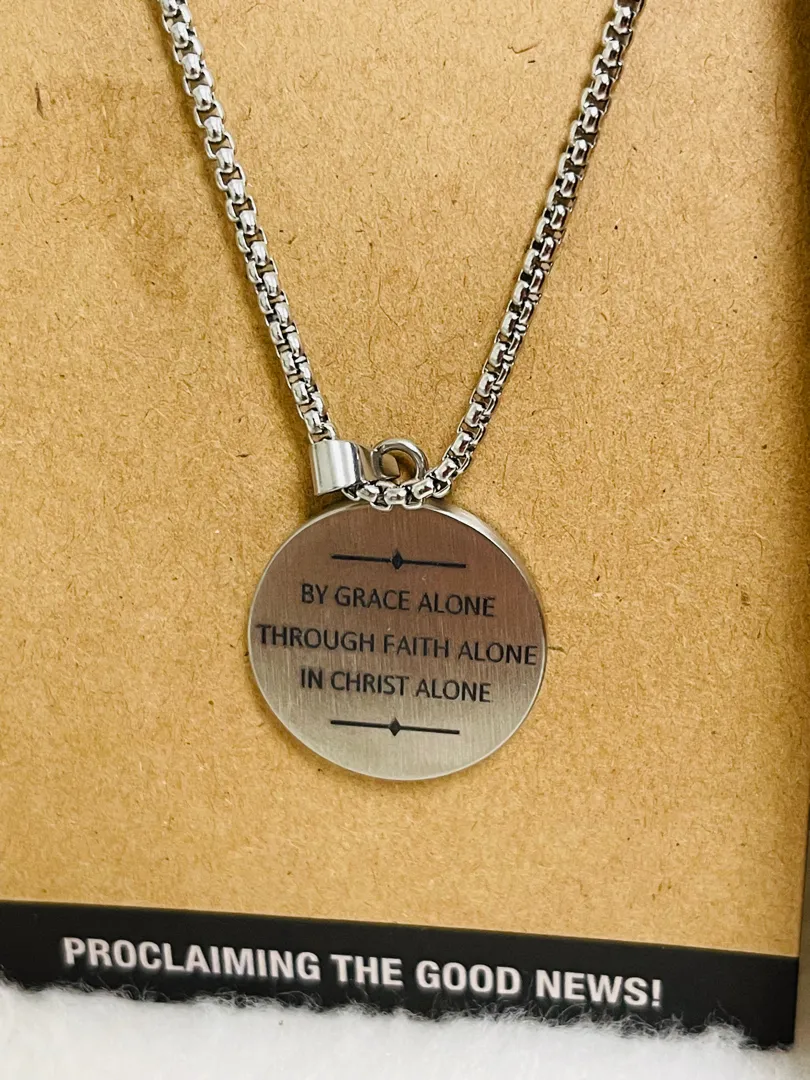 BY GRACE ALONE
THROUGH FAITH ALONE
IN CHRIST ALONE
PROCLAIMING THE GOOD NEWS!